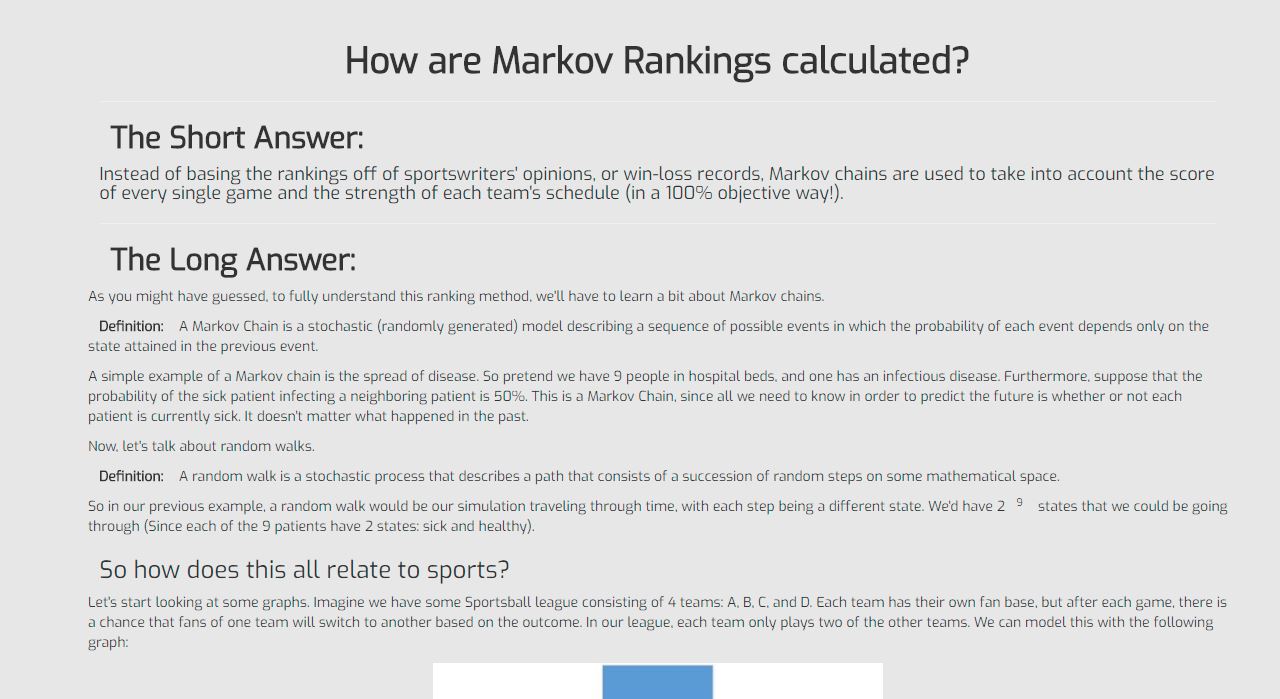 How are Markov Rankings calculated?
The Short Answer:
Instead of basing the rankings off of sportswriters' opinions, or win-loss records, Markov chains are used to take into account the score
of every single game and the strength of each team's schedule (in a 100% objective way!).
The Long Answer:
As you might have guessed, to fully understand this ranking method, we'll have to learn a bit about Markov chains.
Definition: A Markov Chain is a stochastic (randomly generated) model describing a sequence of possible events in which the probability of each event depends only on the
state attained in the previous event.
A simple example of a Markov chain is the spread of disease. So pretend we have 9 people in hospital beds, and one has an infectious disease. Furthermore, suppose that the
probability of the sick patient infecting a neighboring patient is 50%. This is a Markov Chain, since all we need to know in order to predict the future is whether or not each
patient is currently sick. It doesn't matter what happened in the past.
Now, let's talk about random walks.
Definition: A random walk is a stochastic process that describes a path that consists of a succession of random steps on some mathematical space.
So in our previous example, a random walk would be our simulation traveling through time, with each step being a different state. We'd have 2 9 states that we could be going
through (Since each of the 9 patients have 2 states: sick and healthy).
So how does this all relate to sports?
Let's start looking at some graphs. Imagine we have some Sportsball league consisting of 4 teams: A, B, C, and D. Each team has their own fan base, but after each game, there is
a chance that fans of one team will switch to another based on the outcome. In our league, each team only plays two of the other teams. We can model this with the following
graph: